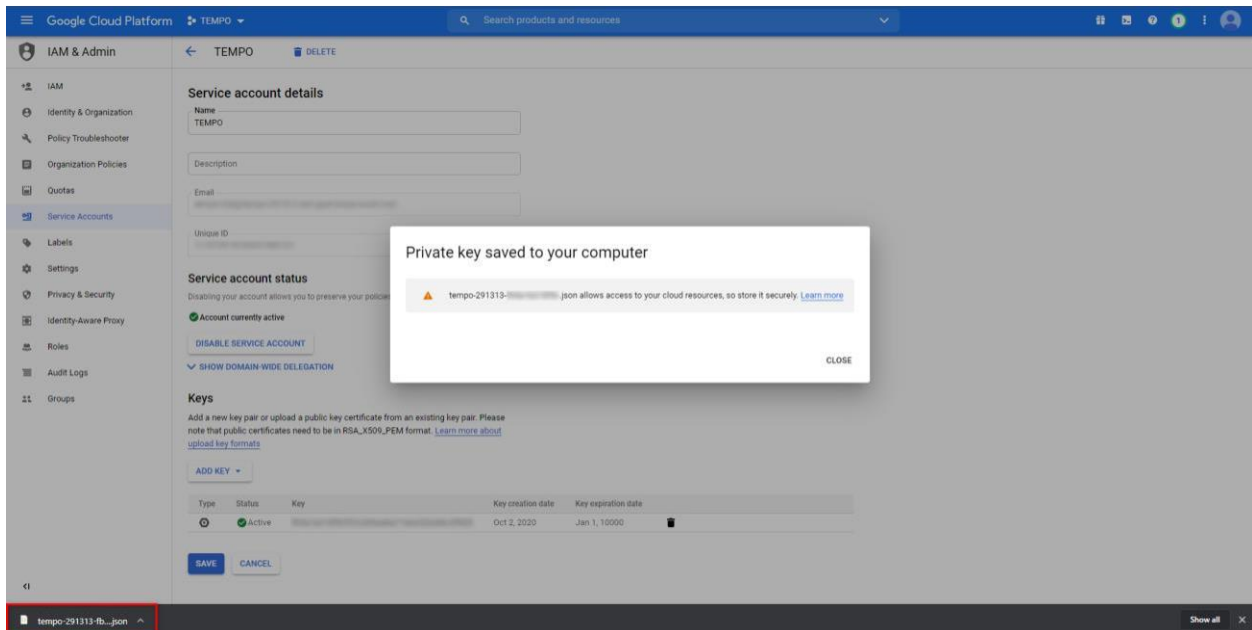 Google Cloud Platform TEMPO Search products and resources 1
IAM & Admin TEMPO DELETE
IAM
Identity & Organization
Policy Troubleshooter
Organization Policies
Quotas
Service Accounts
Labels
Settings
Privacy & Security
Identity-Aware Proxy
Roles
Audit Logs
Groups
Service account details
Name
TEMPO
Description
Email
Unique ID
Service account status
Disabling your account allows you to preserve your policies
Account currently active
DISABLE SERVICE ACCOUNT
SHOW DOMAIN-WIDE DELEGATION
Keys
Add a new key pair or upload a public key certificate from an existing key pair. Please
note that public certificates need to be in RSA_X509_PEM format. Learn more about
upload key formats
ADD KEY
Type Status Key Key creation date Key expiration date
Active Oct 2, 2020 Jan 1, 10000
SAVE CANCEL
Private key saved to your computer
tempo-291313- .json allows access to your cloud resources, so store it securely. Learn more
CLOSE
tempo-291313-fb...json Show all